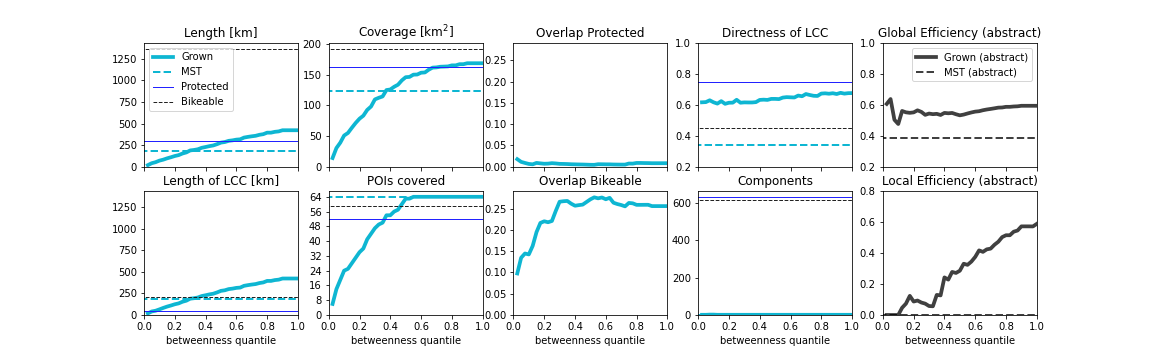 Length [km]
Coverage [km²]
Overlap Protected
Directness of LCC
Global Efficiency (abstract)
1250
1000
750
500
250
0
Grown
MST
Protected
Bikeable
200
150
100
50
0
0.25
0.20
0.15
0.10
0.05
0.00
1.0
0.8
0.6
0.4
0.2
1.0
0.8
0.6
0.4
0.2
Grown (abstract)
MST (abstract)
Length of LCC [km]
POIs covered
Overlap Bikeable
Components
Local Efficiency (abstract)
1250
1000
750
500
250
0
64
56
48
40
32
24
16
8
0
0.25
0.20
0.15
0.10
0.05
0.00
600
400
200
0
0.8
0.6
0.4
0.2
0.0
0.0 0.2 0.4 0.6 0.8 1.0
0.0 0.2 0.4 0.6 0.8 1.0
0.0 0.2 0.4 0.6 0.8 1.0
0.0 0.2 0.4 0.6 0.8 1.0
0.0 0.2 0.4 0.6 0.8 1.0
betweenness quantile
betweenness quantile
betweenness quantile
betweenness quantile
betweenness quantile